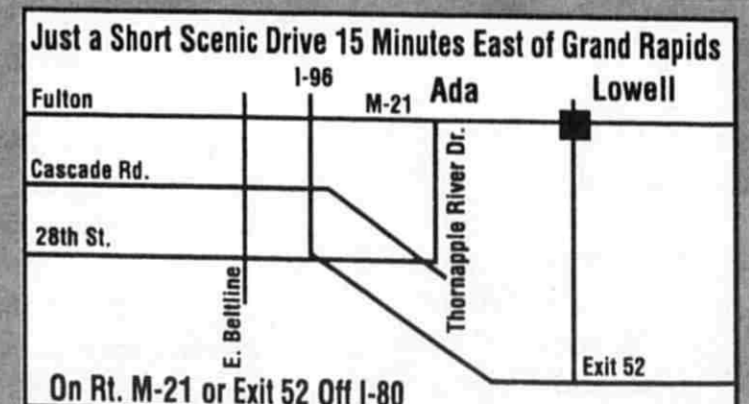 Just a Short Scenic Drive 15 Minutes East of Grand Rapids
I-96
Ada
Lowell
Fulton
M-21
Cascade Rd.
Thornapple River Dr.
28th St.
E. Beltline
Exit 52
On Rt. M-21 or Exit 52 Off I-80